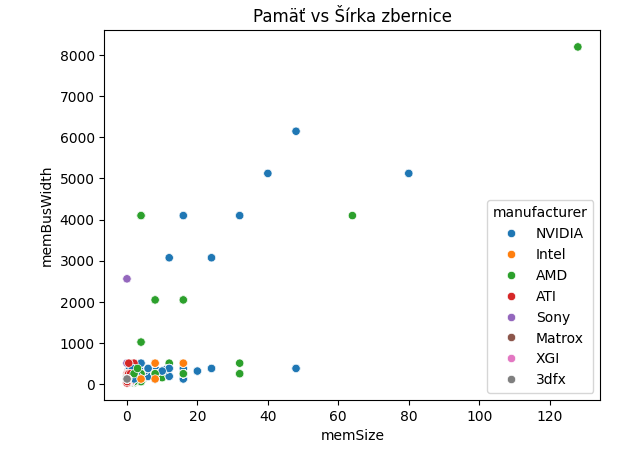 Pamäť vs Šírka zbernice
memBusWidth
8000
7000
6000
5000
4000
3000
2000
1000
0
0 20 40 60 80 100 120
memSize
manufacturer
NVIDIA
Intel
AMD
ATI
Sony
Matrox
XGI
3dfx